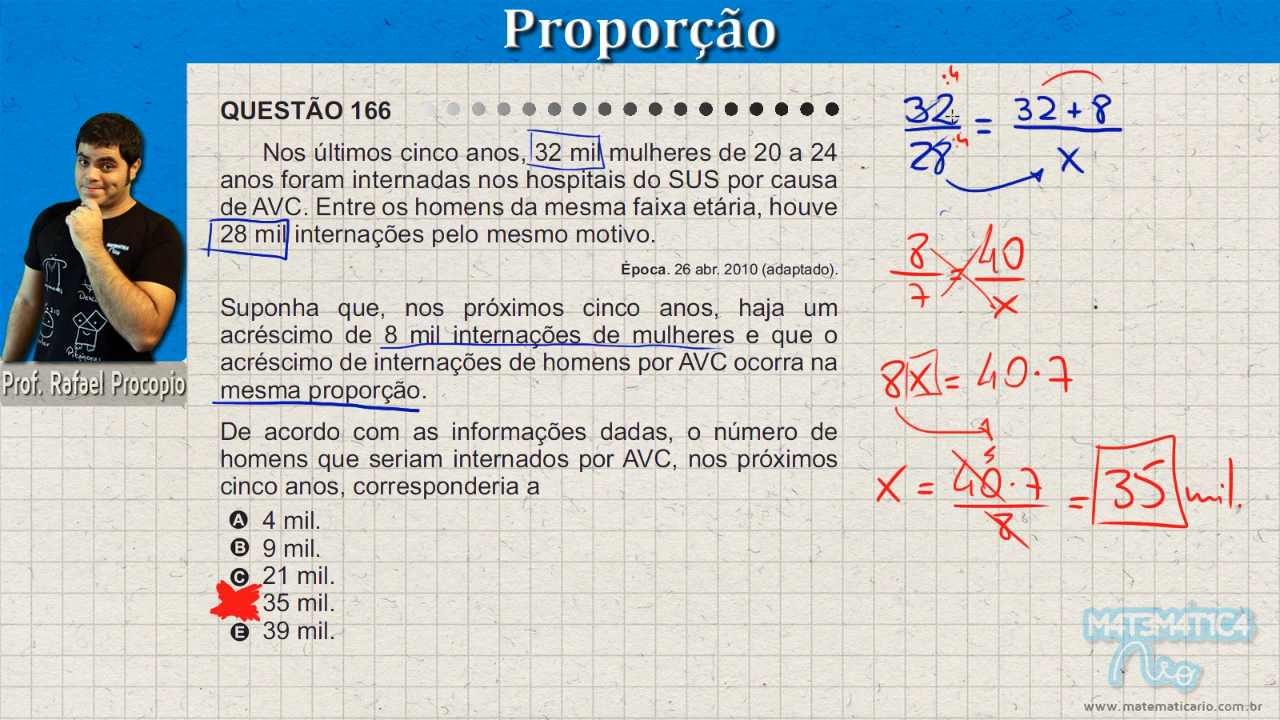 Proporção
QUESTÃO 166
Nos últimos cinco anos, 32 mil mulheres de 20 a 24
anos foram internadas nos hospitais do SUS por causa
de AVC. Entre os homens da mesma faixa etária, houve
28 mil internações pelo mesmo motivo.
Época. 26 abr. 2010 (adaptado).
Suponha que, nos próximos cinco anos, haja um
acréscimo de 8 mil internações de mulheres e que o
acréscimo de internações de homens por AVC ocorra na
mesma proporção.
De acordo com as informações dadas, o número de
homens que seriam internados por AVC, nos próximos
cinco anos, corresponderia a
A 4 mil.
B 9 mil.
C 21 mil.
35 mil.
E 39 mil.
:4
32 = 32 + 8
28 :4 x
8 = 40
7 x
8x = 40 · 7
5
x = 40 · 7 = 35 mil.
8
Prof. Rafael Procopio
MATEMÁTICA
Rio
MATEM4T1C4
Rio
www.matematicario.com.br